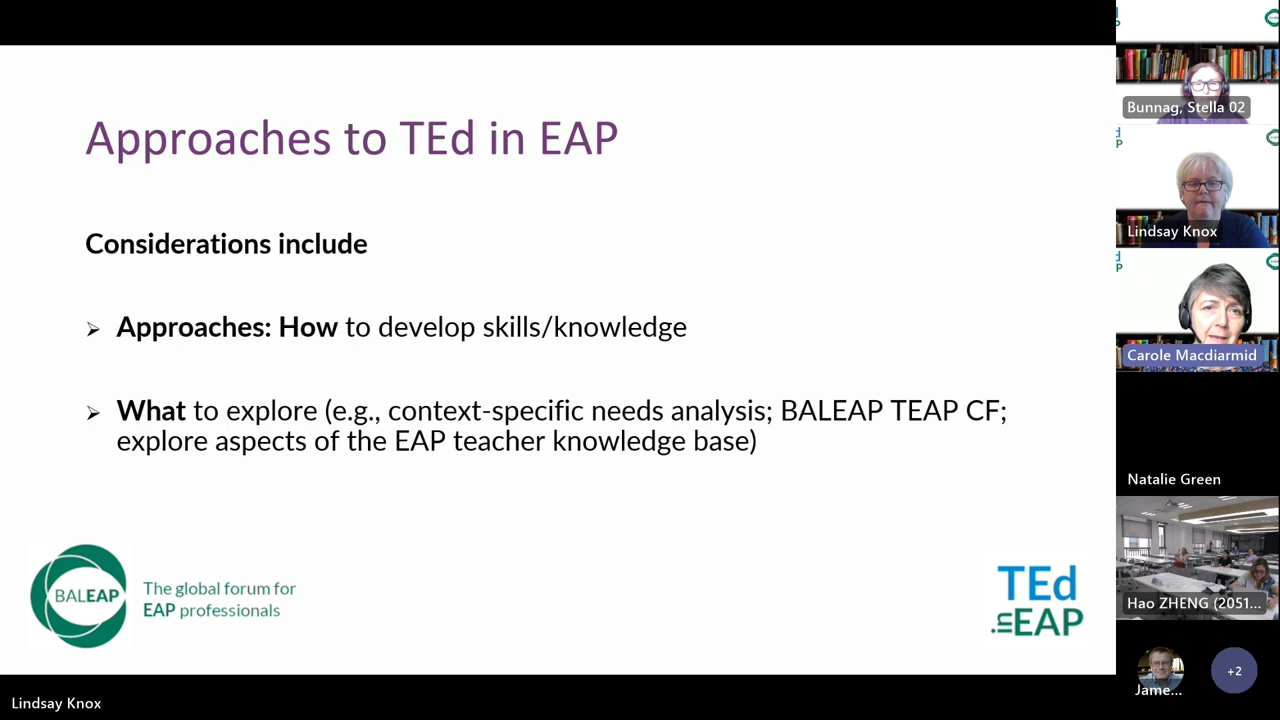 Approaches to TEd in EAP
Considerations include
➢ Approaches: How to develop skills/knowledge
➢ What to explore (e.g., context-specific needs analysis; BALEAP TEAP CF;
explore aspects of the EAP teacher knowledge base)
BALEAP
The global forum for
EAP professionals
TEd
.in EAP
Lindsay Knox
Bunnag, Stella 02
Lindsay Knox
Carole Macdiarmid
Natalie Green
Hao ZHENG (2051...
Jame...
+2